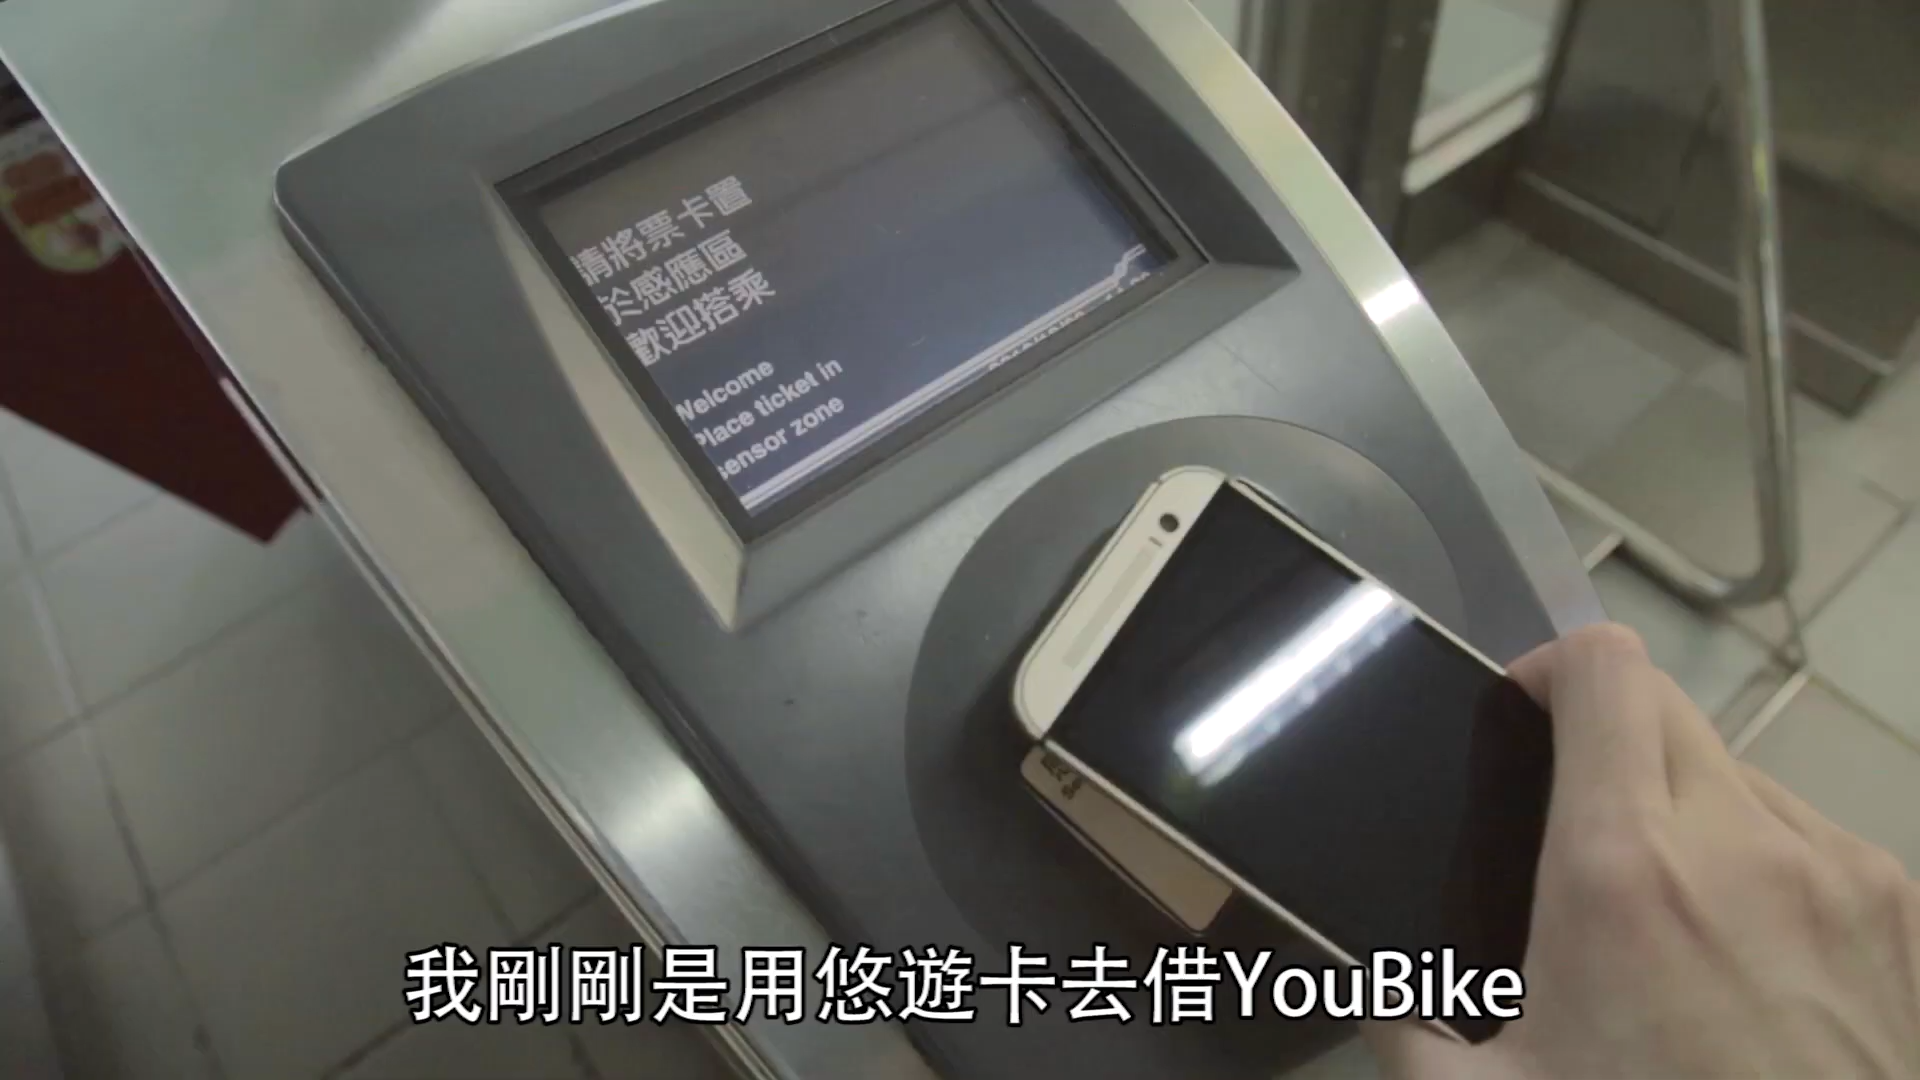 請將票卡置
於感應區
歡迎搭乘
Welcome
Place ticket in
sensor zone
我剛剛是用悠遊卡去借YouBike